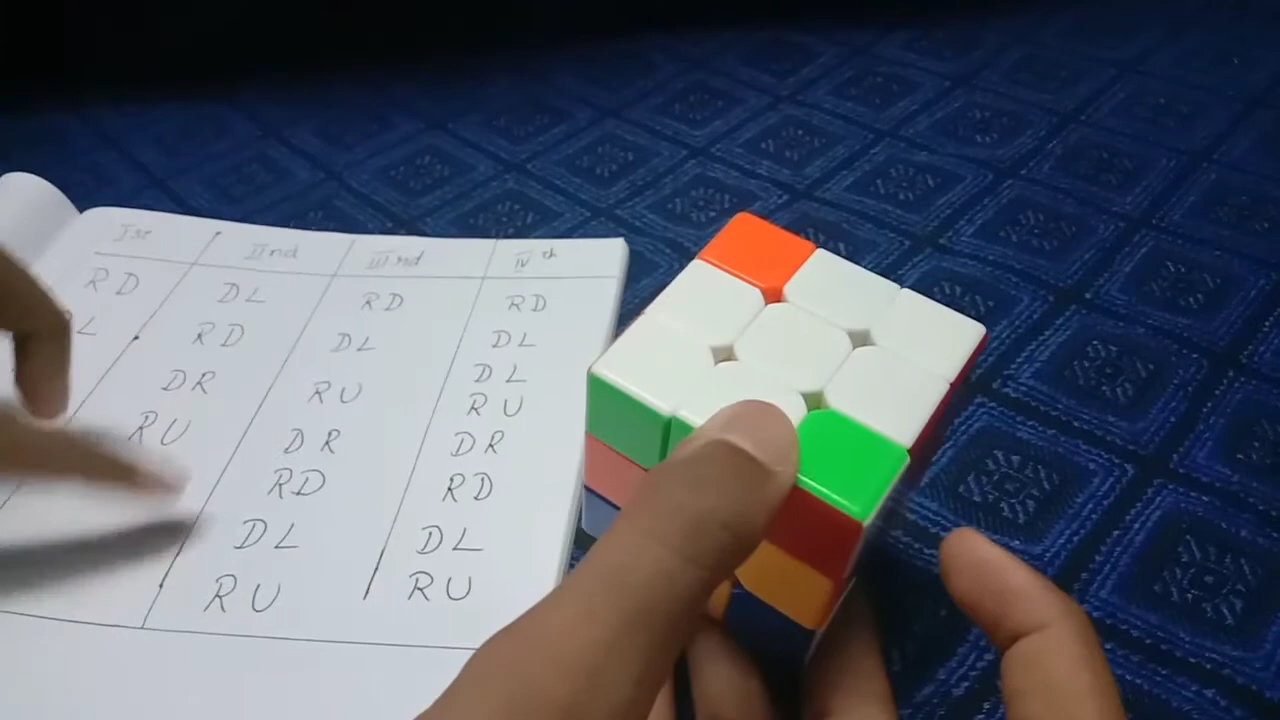 Ist IInd IIIrd IVth
RD DL RD RD
L RD DL DL
DR RU DL
RU DR RU
RD DR
DL RD
RU DL
RU